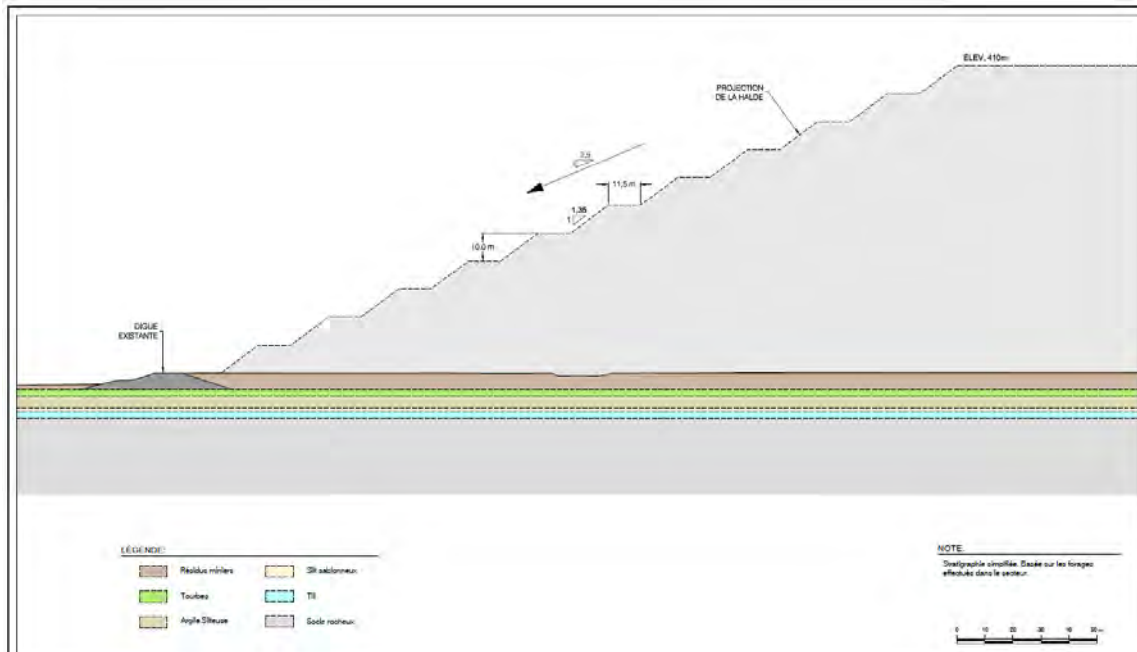 ELEV. 410m
PROJECTION
DE LA HALDE
2,5
11,5 m
1,35
1
10,0 m
DIGUE
EXISTANTE
LÉGENDE:
Résidus miniers
Silt sablonneux
Tourbes
Till
Argile Silteuse
Socle rocheux
NOTE:
Stratigraphie simplifiée. Basée sur les forages
effectués dans le secteur.
0 10 20 30 40 50 m